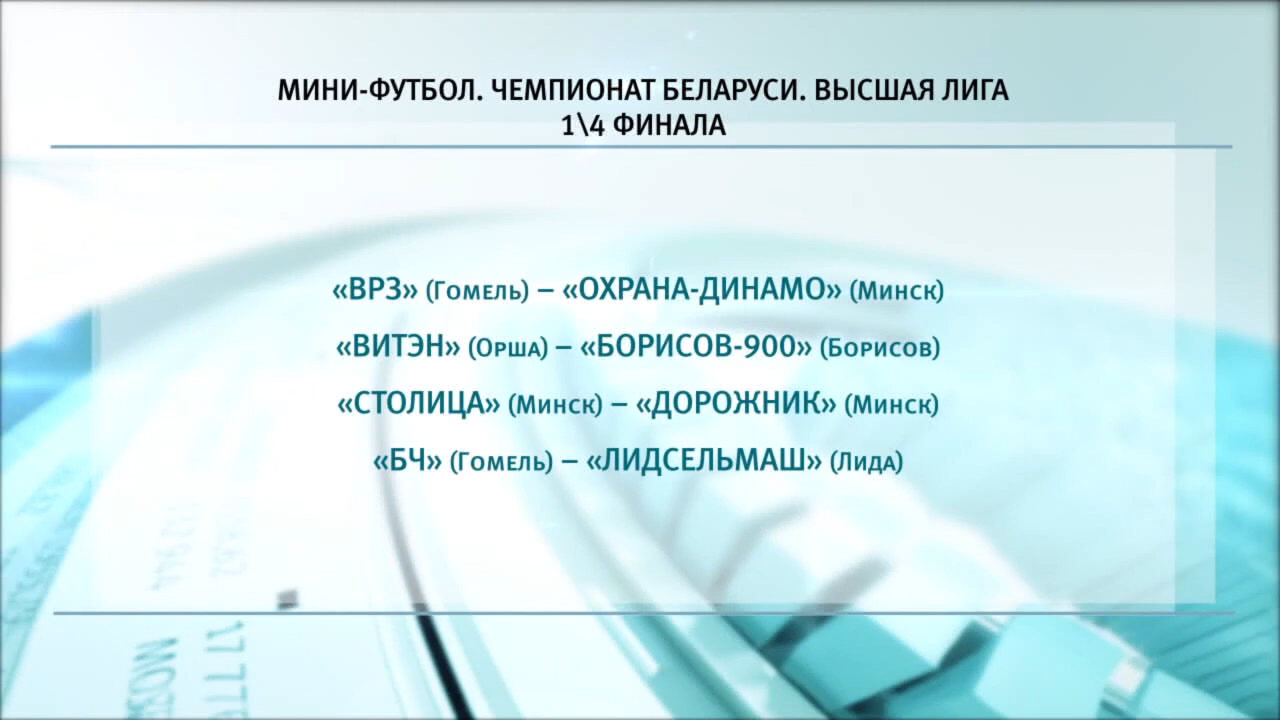 МИНИ-ФУТБОЛ. ЧЕМПИОНАТ БЕЛАРУСИ. ВЫСШАЯ ЛИГА
1\4 ФИНАЛА
«ВРЗ» (Гомель) – «ОХРАНА-ДИНАМО» (Минск)
«ВИТЭН» (Орша) – «БОРИСОВ-900» (Борисов)
«СТОЛИЦА» (Минск) – «ДОРОЖНИК» (Минск)
«БЧ» (Гомель) – «ЛИДСЕЛЬМАШ» (Лида)